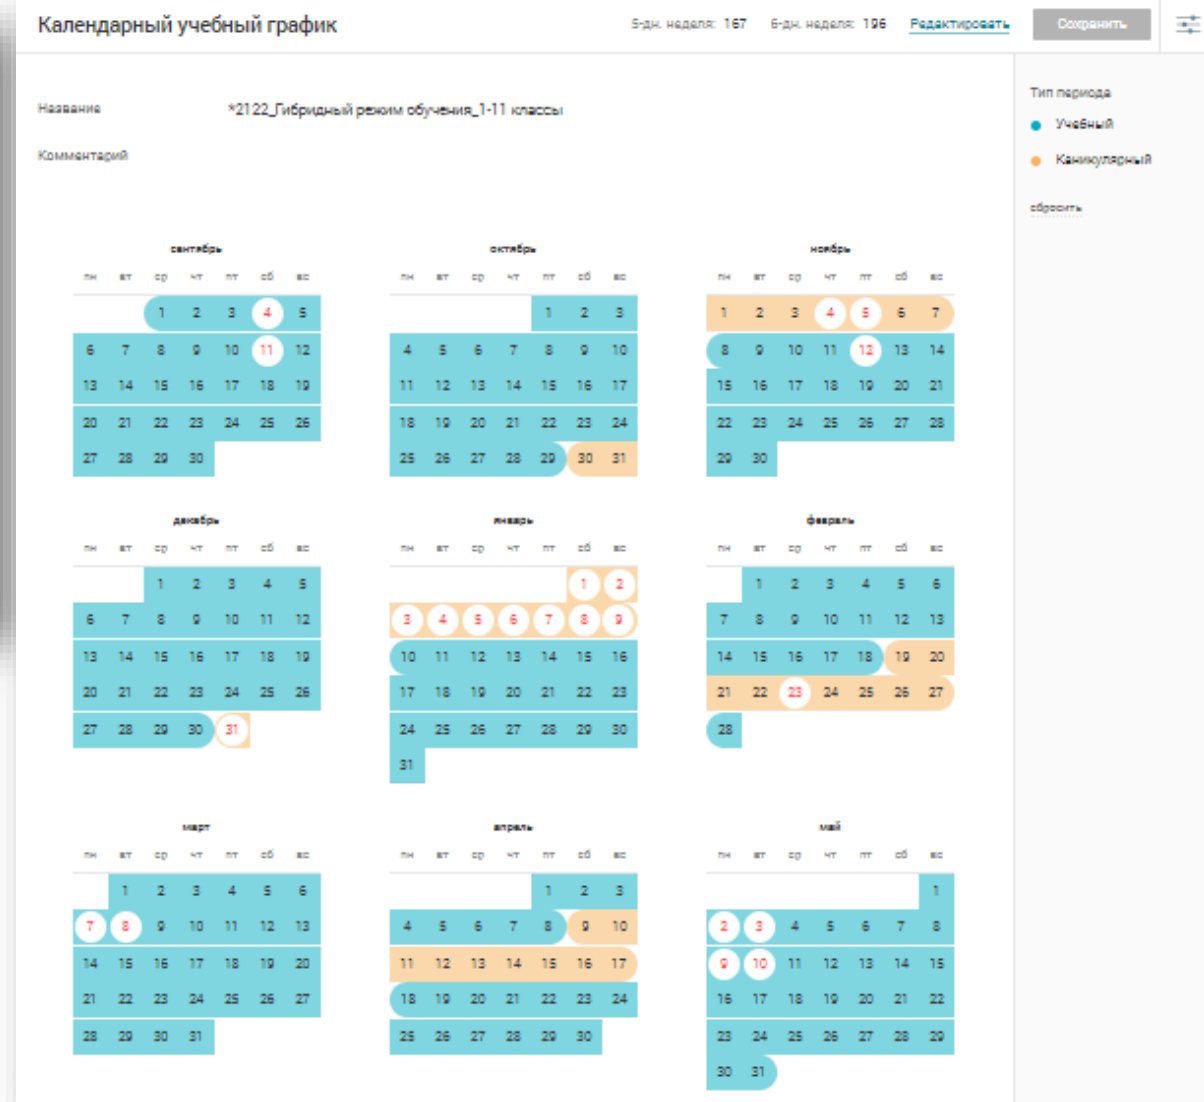 Календарный учебный график 5-дн. неделя: 167 6-дн. неделя: 196 Редактировать Сохранить
Тип периода
Название *2122_Гибридный режим обучения_1-11 классы
Учебный
Комментарий
Каникулярный
сбросить
сентябрь октябрь ноябрь
пн вт ср чт пт сб вс пн вт ср чт пт сб вс пн вт ср чт пт сб вс
1 2 3 4 5 1 2 3 1 2 3 4 5 6 7
6 7 8 9 10 11 12 4 5 6 7 8 9 10 8 9 10 11 12 13 14
13 14 15 16 17 18 19 11 12 13 14 15 16 17 15 16 17 18 19 20 21
20 21 22 23 24 25 26 18 19 20 21 22 23 24 22 23 24 25 26 27 28
27 28 29 30 25 26 27 28 29 30 31 29 30
декабрь январь февраль
пн вт ср чт пт сб вс пн вт ср чт пт сб вс пн вт ср чт пт сб вс
1 2 3 4 5 1 2 1 2 3 4 5 6
6 7 8 9 10 11 12 3 4 5 6 7 8 9 7 8 9 10 11 12 13
13 14 15 16 17 18 19 10 11 12 13 14 15 16 14 15 16 17 18 19 20
20 21 22 23 24 25 26 17 18 19 20 21 22 23 21 22 23 24 25 26 27
27 28 29 30 31 24 25 26 27 28 29 30 28
31
март апрель май
пн вт ср чт пт сб вс пн вт ср чт пт сб вс пн вт ср чт пт сб вс
1 2 3 4 5 6 1 2 3 1
7 8 9 10 11 12 13 4 5 6 7 8 9 10 2 3 4 5 6 7 8
14 15 16 17 18 19 20 11 12 13 14 15 16 17 9 10 11 12 13 14 15
21 22 23 24 25 26 27 18 19 20 21 22 23 24 16 17 18 19 20 21 22
28 29 30 31 25 26 27 28 29 30 23 24 25 26 27 28 29
30 31